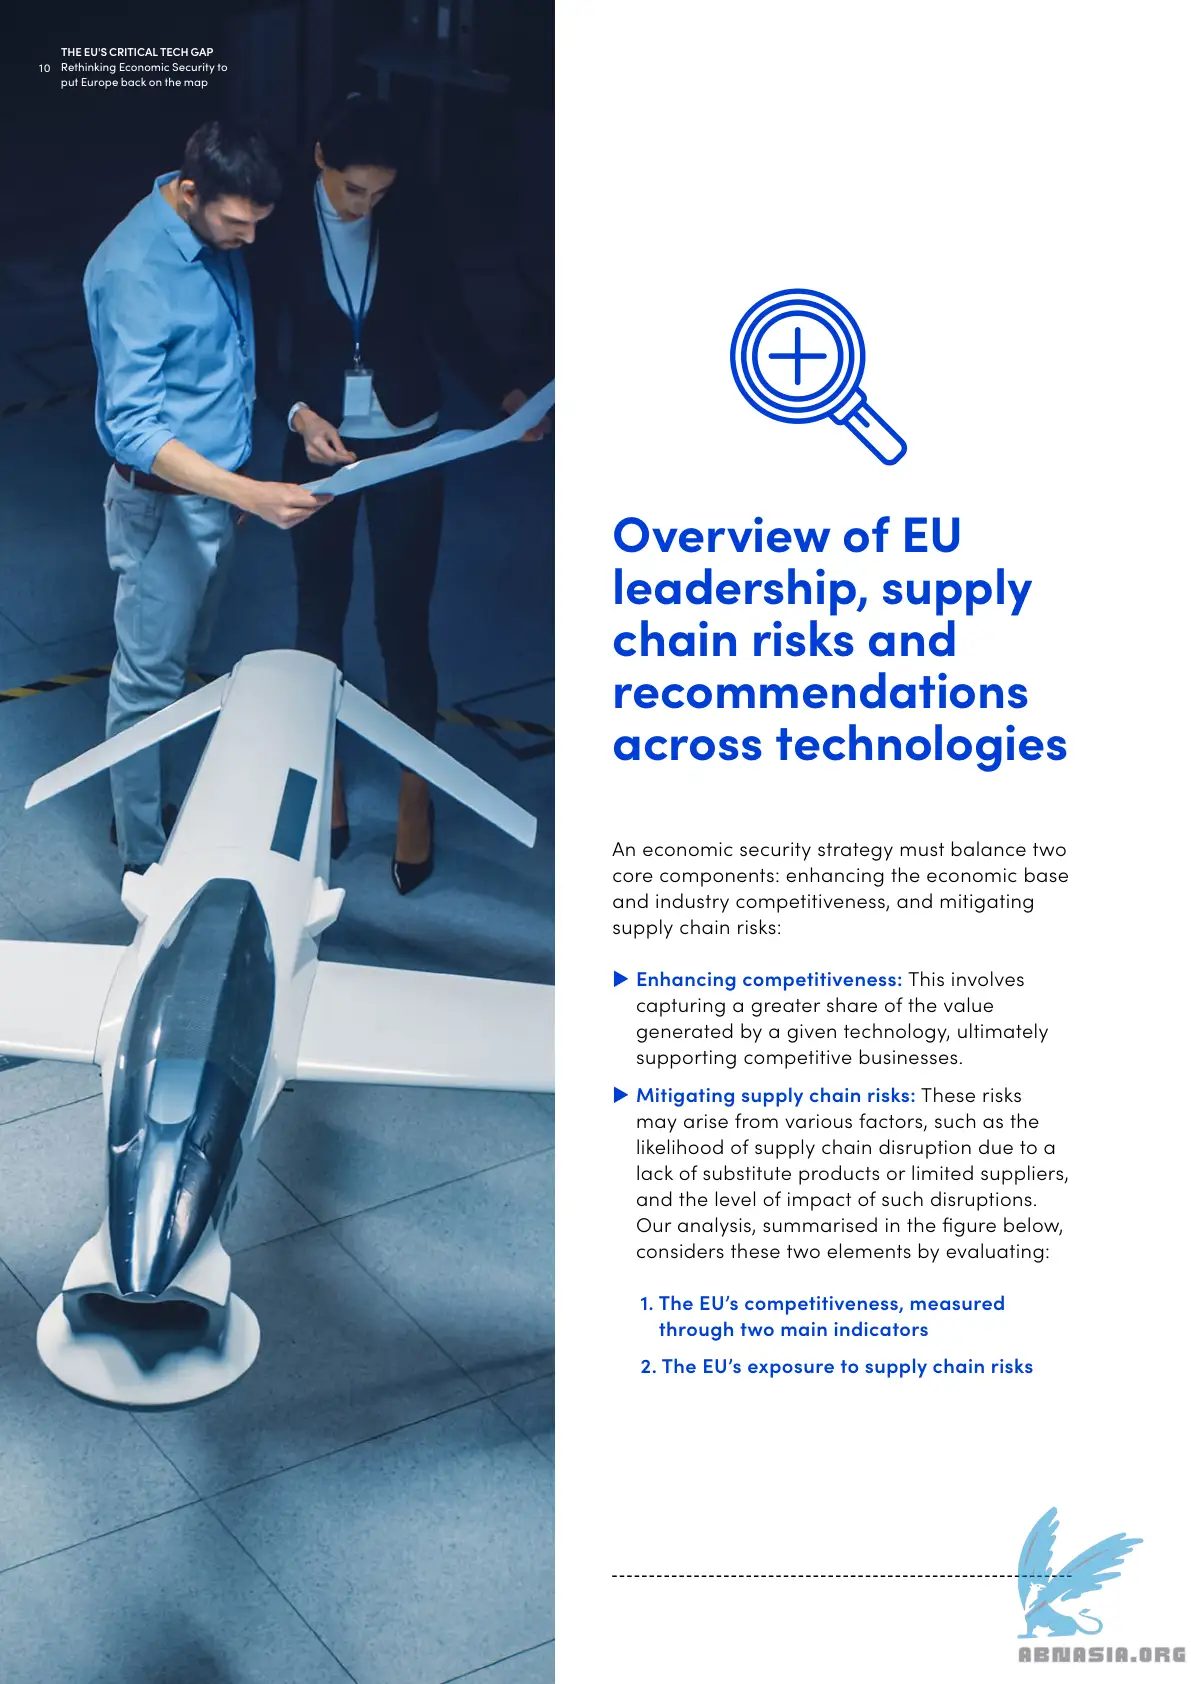 THE EU'S CRITICAL TECH GAP
10 Rethinking Economic Security to
put Europe back on the map
Overview of EU
leadership, supply
chain risks and
recommendations
across technologies
An economic security strategy must balance two
core components: enhancing the economic base
and industry competitiveness, and mitigating
supply chain risks:
▶ Enhancing competitiveness: This involves
capturing a greater share of the value
generated by a given technology, ultimately
supporting competitive businesses.
▶ Mitigating supply chain risks: These risks
may arise from various factors, such as the
likelihood of supply chain disruption due to a
lack of substitute products or limited suppliers,
and the level of impact of such disruptions.
Our analysis, summarised in the figure below,
considers these two elements by evaluating:
1. The EU’s competitiveness, measured
through two main indicators
2. The EU’s exposure to supply chain risks
ABNASIA.ORG